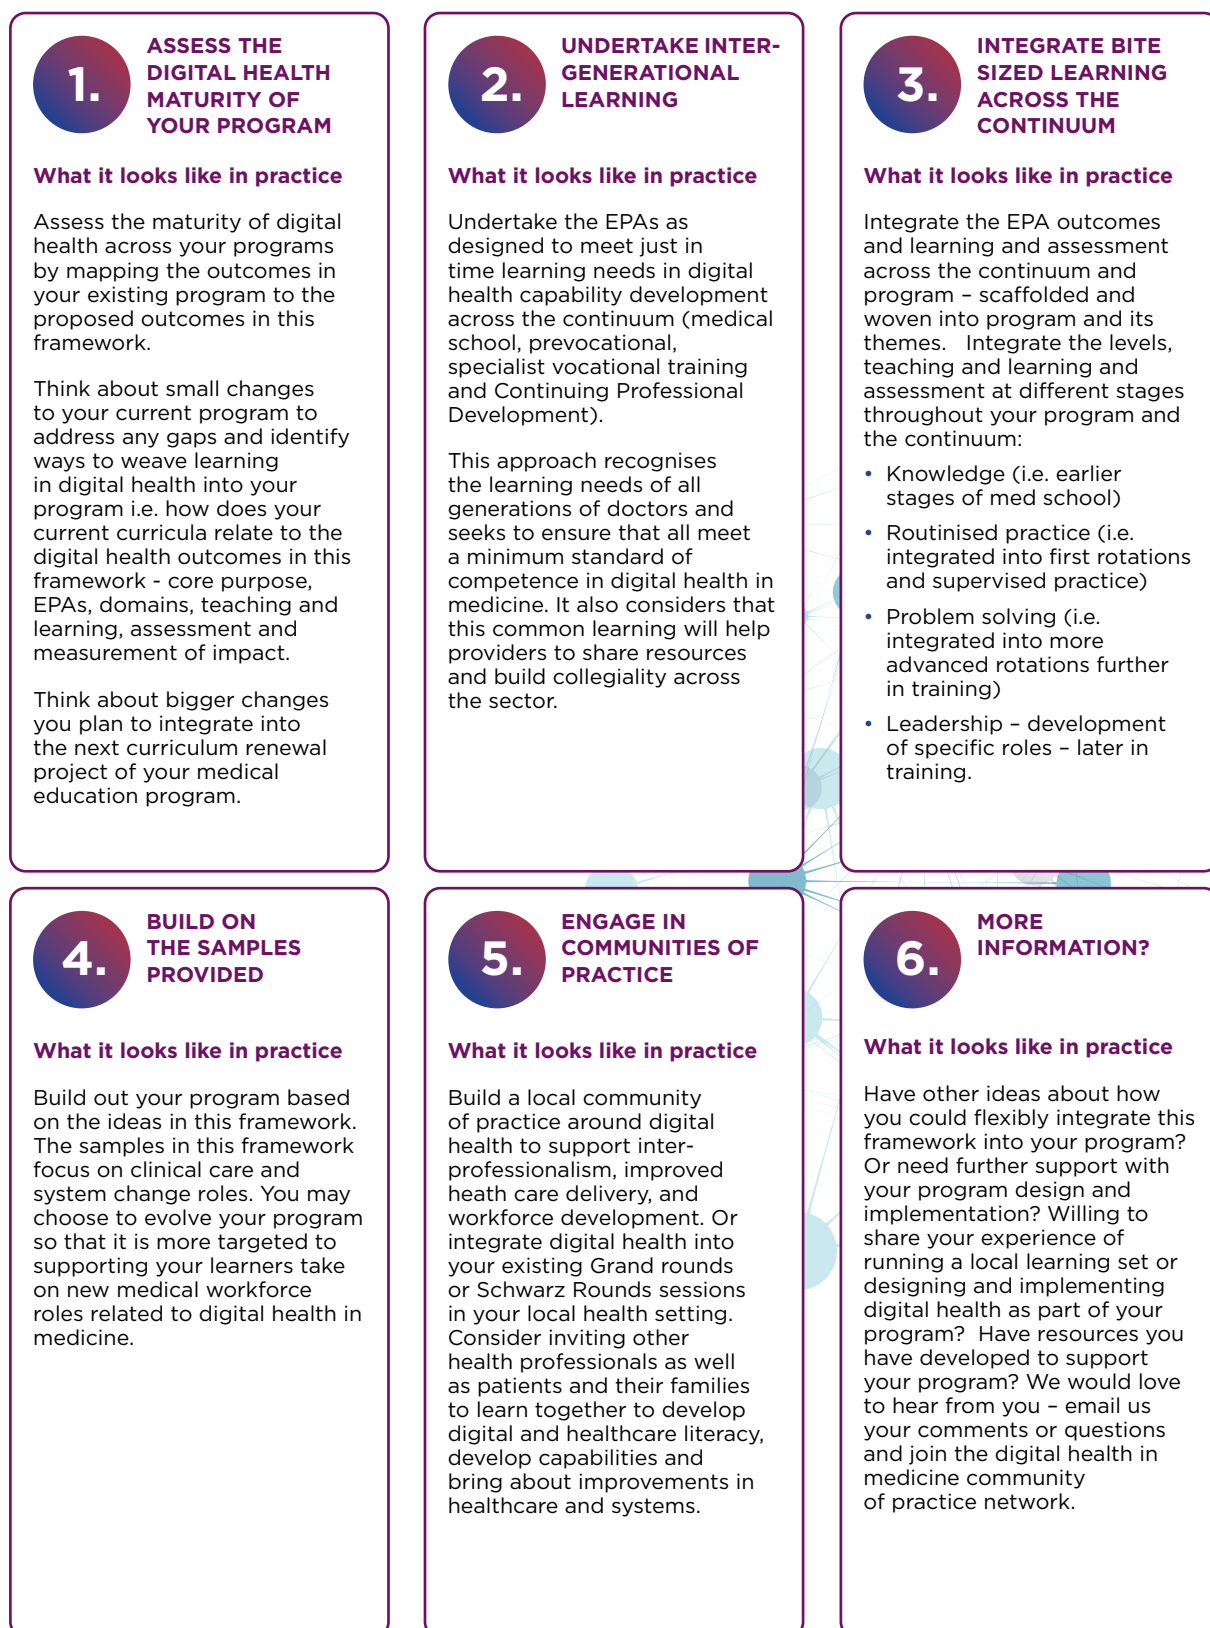 1.
ASSESS THE
DIGITAL HEALTH
MATURITY OF
YOUR PROGRAM
What it looks like in practice
Assess the maturity of digital
health across your programs
by mapping the outcomes in
your existing program to the
proposed outcomes in this
framework.
Think about small changes
to your current program to
address any gaps and identify
ways to weave learning
in digital health into your
program i.e. how does your
current curricula relate to the
digital health outcomes in this
framework - core purpose,
EPAs, domains, teaching and
learning, assessment and
measurement of impact.
Think about bigger changes
you plan to integrate into
the next curriculum renewal
project of your medical
education program.
2.
UNDERTAKE INTER-
GENERATIONAL
LEARNING
What it looks like in practice
Undertake the EPAs as
designed to meet just in
time learning needs in digital
health capability development
across the continuum (medical
school, prevocational,
specialist vocational training
and Continuing Professional
Development).
This approach recognises
the learning needs of all
generations of doctors and
seeks to ensure that all meet
a minimum standard of
competence in digital health in
medicine. It also considers that
this common learning will help
providers to share resources
and build collegiality across
the sector.
3.
INTEGRATE BITE
SIZED LEARNING
ACROSS THE
CONTINUUM
What it looks like in practice
Integrate the EPA outcomes
and learning and assessment
across the continuum and
program – scaffolded and
woven into program and its
themes.   Integrate the levels,
teaching and learning and
assessment at different stages
throughout your program and
the continuum:
• Knowledge (i.e. earlier
stages of med school)
• Routinised practice (i.e.
integrated into first rotations
and supervised practice)
• Problem solving (i.e.
integrated into more
advanced rotations further
in training)
• Leadership – development
of specific roles – later in
training.
4.
BUILD ON
THE SAMPLES
PROVIDED
What it looks like in practice
Build out your program based
on the ideas in this framework.
The samples in this framework
focus on clinical care and
system change roles. You may
choose to evolve your program
so that it is more targeted to
supporting your learners take
on new medical workforce
roles related to digital health in
medicine.
5.
ENGAGE IN
COMMUNITIES OF
PRACTICE
What it looks like in practice
Build a local community
of practice around digital
health to support inter-
professionalism, improved
heath care delivery, and
workforce development. Or
integrate digital health into
your existing Grand rounds
or Schwarz Rounds sessions
in your local health setting.
Consider inviting other
health professionals as well
as patients and their families
to learn together to develop
digital and healthcare literacy,
develop capabilities and
bring about improvements in
healthcare and systems.
6.
MORE
INFORMATION?
What it looks like in practice
Have other ideas about how
you could flexibly integrate this
framework into your program?
Or need further support with
your program design and
implementation? Willing to
share your experience of
running a local learning set or
designing and implementing
digital health as part of your
program?  Have resources you
have developed to support
your program? We would love
to hear from you – email us
your comments or questions
and join the digital health in
medicine community
of practice network.